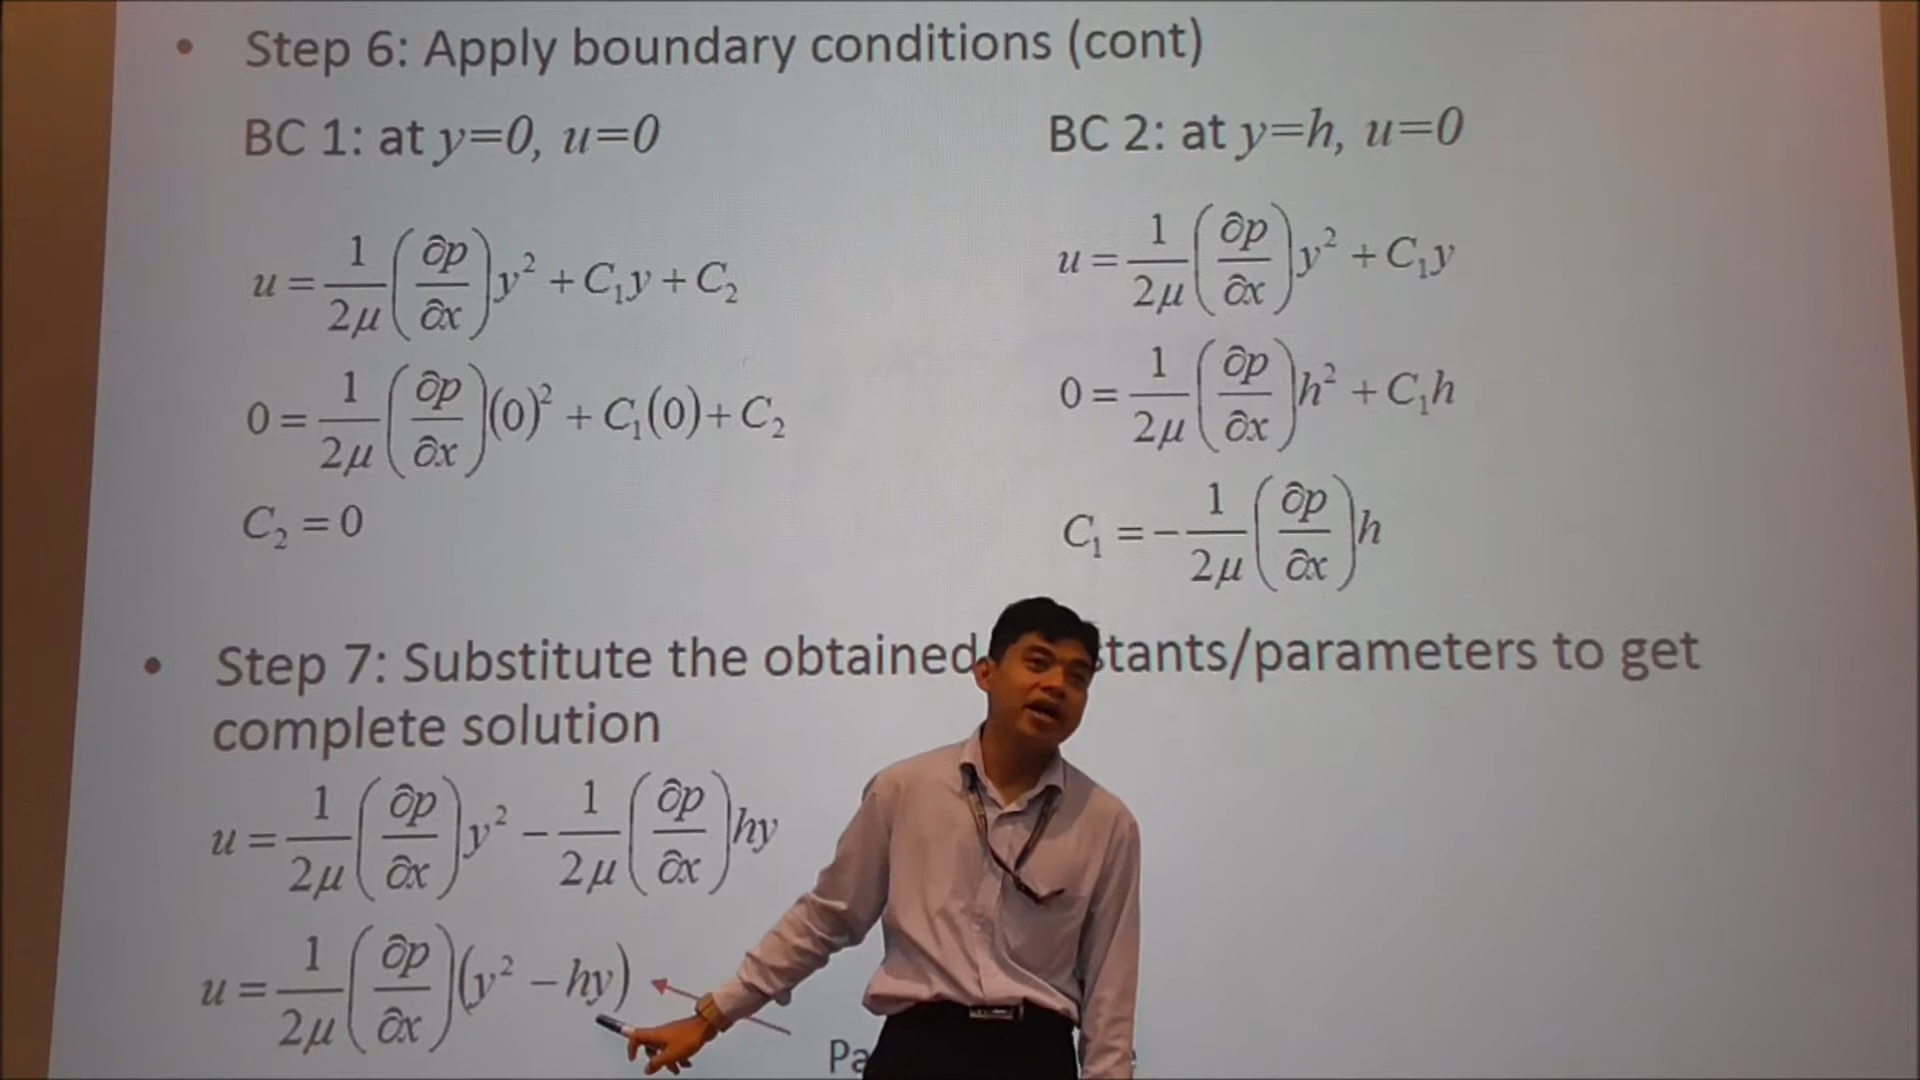 • Step 6: Apply boundary conditions (cont)
BC 1: at y=0, u=0
u = 1/2μ (∂p/∂x) y² + C₁y + C₂
0 = 1/2μ (∂p/∂x) (0)² + C₁(0) + C₂
C₂ = 0
BC 2: at y=h, u=0
u = 1/2μ (∂p/∂x) y² + C₁y
0 = 1/2μ (∂p/∂x) h² + C₁h
C₁ = − 1/2μ (∂p/∂x) h
• Step 7: Substitute the obtained tants/parameters to get
complete solution
u = 1/2μ (∂p/∂x) y² − 1/2μ (∂p/∂x) hy
u = 1/2μ (∂p/∂x) (y² − hy)